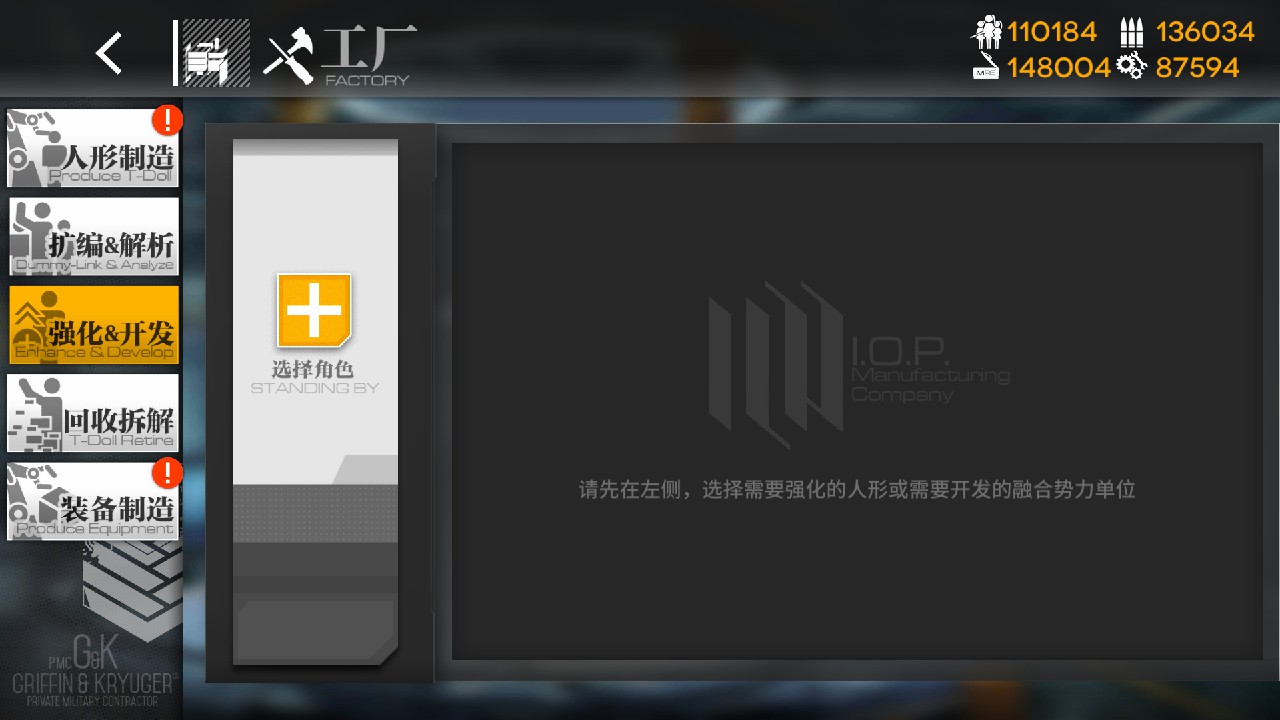 工厂
FACTORY
110184
136034
MRE
148004
87594
人形制造
Produce T-Doll
扩编&解析
Dummy-Link & Analyze
强化&开发
Enhance & Develop
回收拆解
T-Doll Retire
装备制造
Produce Equipment
选择角色
STANDING BY
I.O.P.
Manufacturing
Company
请先在左侧，选择需要强化的人形或需要开发的融合势力单位
PMC G&K
GRIFFIN & KRYUGER
PRIVATE MILITARY CONTRACTOR